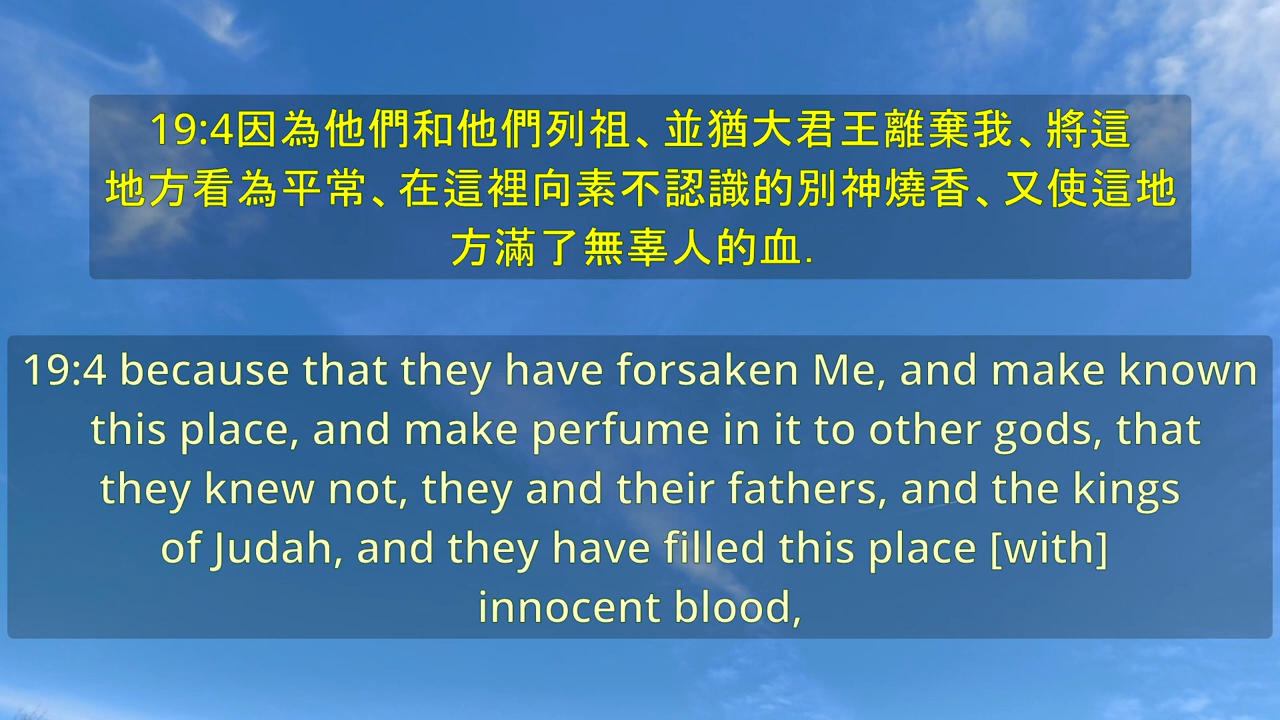 19:4因為他們和他們列祖、並猶大君王離棄我、將這
地方看為平常、在這裡向素不認識的別神燒香、又使這地
方滿了無辜人的血.
19:4 because that they have forsaken Me, and make known
this place, and make perfume in it to other gods, that
they knew not, they and their fathers, and the kings
of Judah, and they have filled this place [with]
innocent blood,